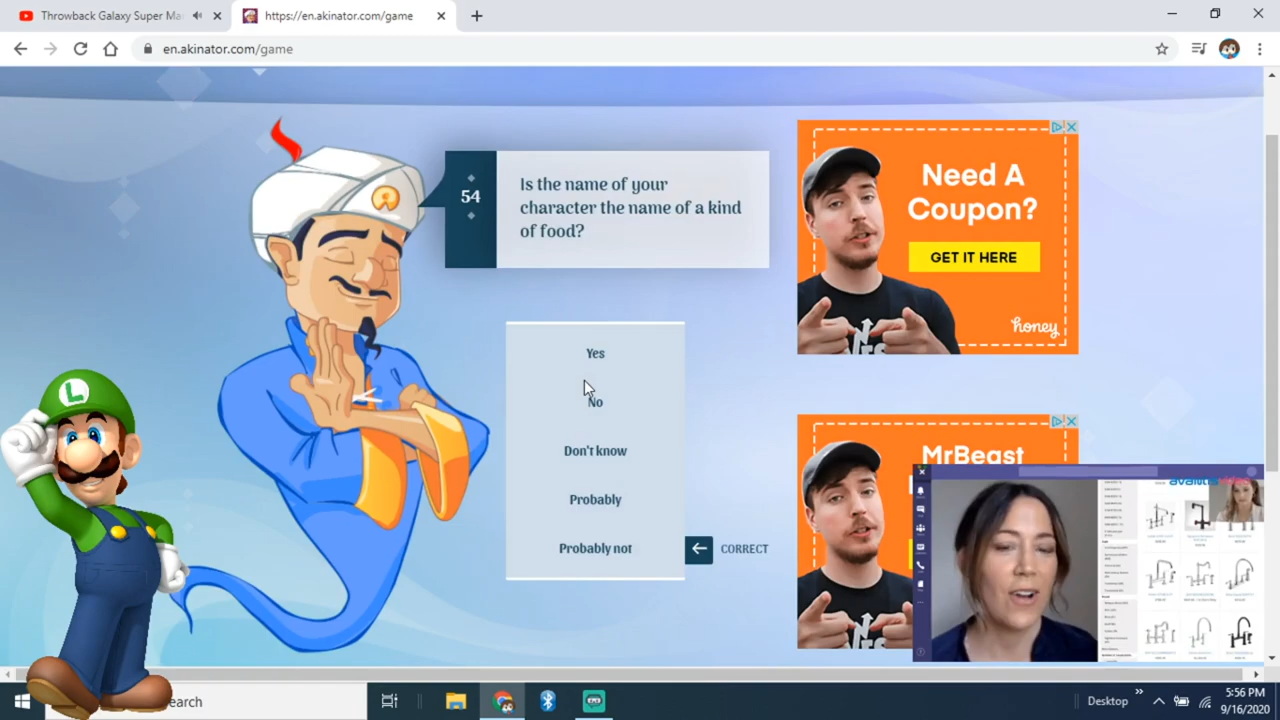 Throwback Galaxy Super Ma
https://en.akinator.com/game
en.akinator.com/game
54
Is the name of your
character the name of a kind
of food?
Yes
No
Don't know
Probably
Probably not
CORRECT
Need A
Coupon?
GET IT HERE
honey
MrBeast
L
earch
Desktop
5:56 PM
9/16/2020